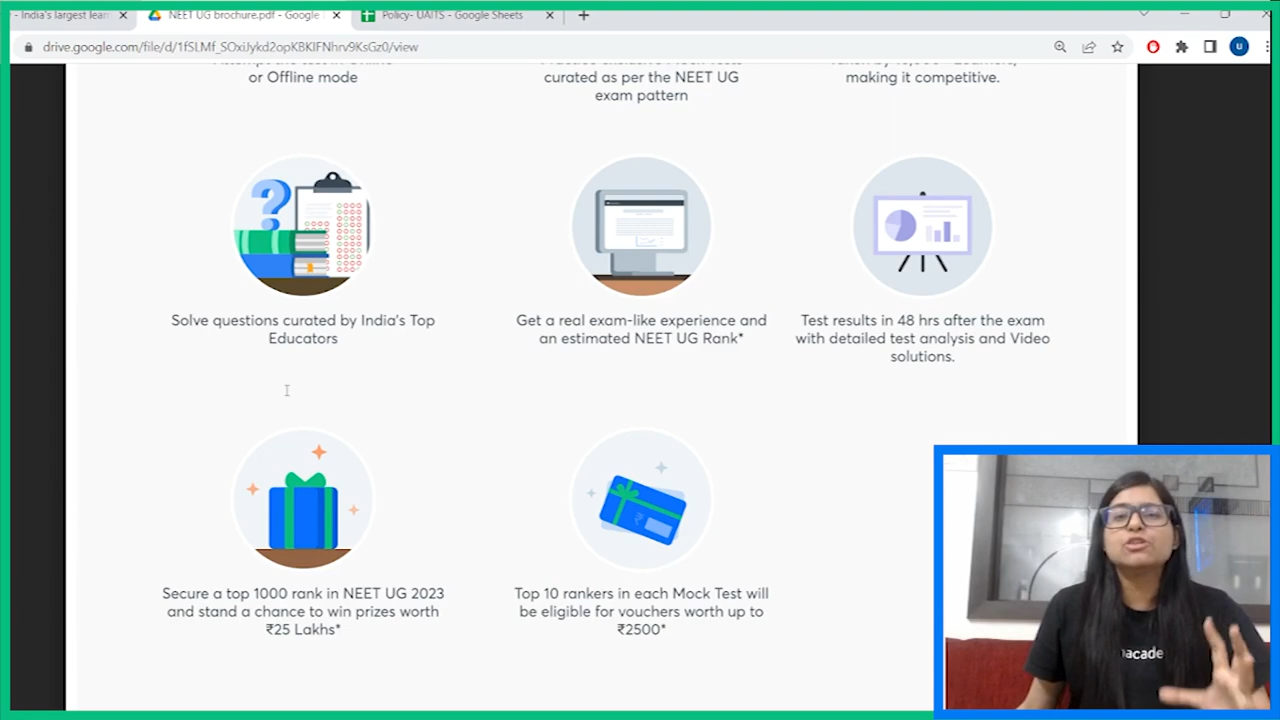 - India's largest learn
NEET UG brochure.pdf - Google
Policy- UAITS - Google Sheets
drive.google.com/file/d/1fSLMf_SOxiJykd2opKBKIFNhrv9KsGz0/view
u
or Offline mode
curated as per the NEET UG
exam pattern
making it competitive.
Solve questions curated by India's Top
Educators
Get a real exam-like experience and
an estimated NEET UG Rank*
Test results in 48 hrs after the exam
with detailed test analysis and Video
solutions.
Secure a top 1000 rank in NEET UG 2023
and stand a chance to win prizes worth
₹25 Lakhs*
Top 10 rankers in each Mock Test will
be eligible for vouchers worth up to
₹2500*
nacade